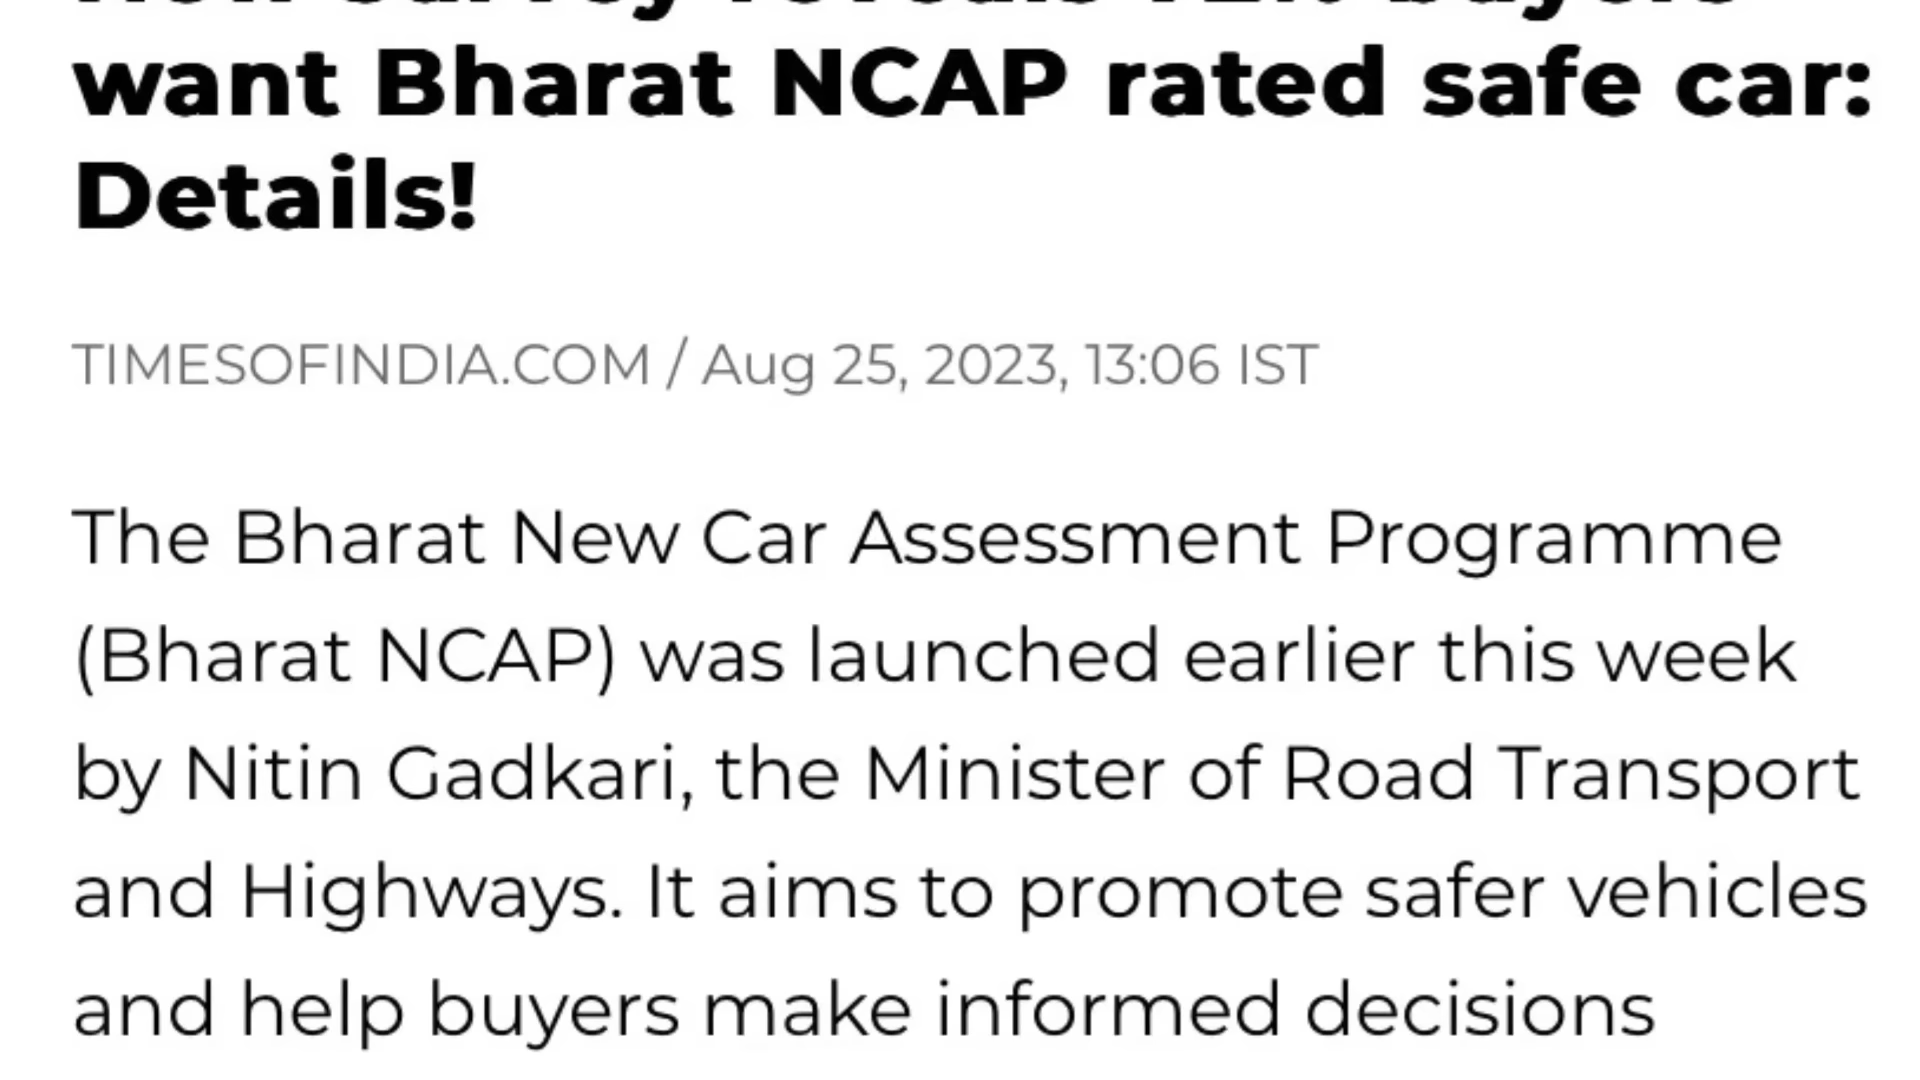 want Bharat NCAP rated safe car:
Details!
TIMESOFINDIA.COM / Aug 25, 2023, 13:06 IST
The Bharat New Car Assessment Programme
(Bharat NCAP) was launched earlier this week
by Nitin Gadkari, the Minister of Road Transport
and Highways. It aims to promote safer vehicles
and help buyers make informed decisions